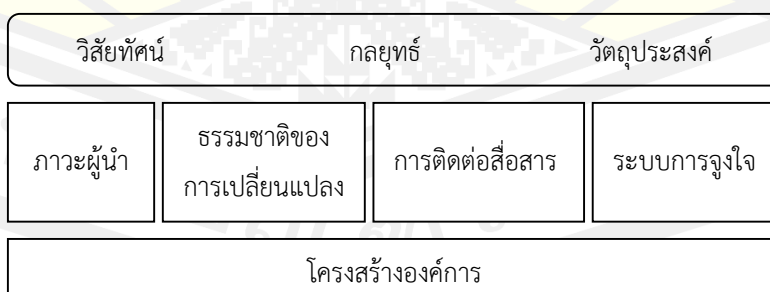 วิสัยทัศน์ กลยุทธ์ วัตถุประสงค์
ภาวะผู้นำ
ธรรมชาติของ
การเปลี่ยนแปลง
การติดต่อสื่อสาร
ระบบการจูงใจ
โครงสร้างองค์การ